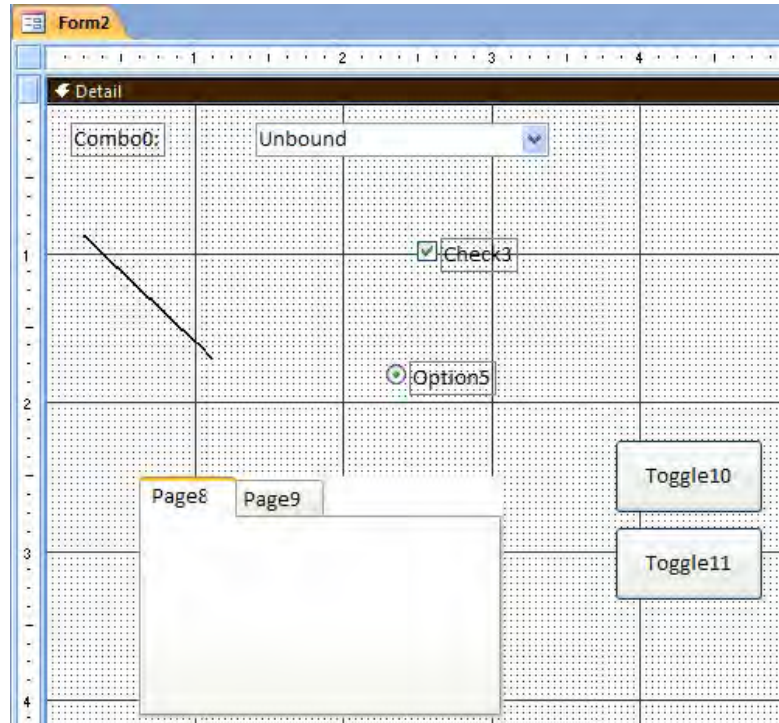 Form2
1 2 3 4
Detail
Combo0: Unbound
1
Check3
Option5
2
Toggle10
Page8 Page9
3
Toggle11
4